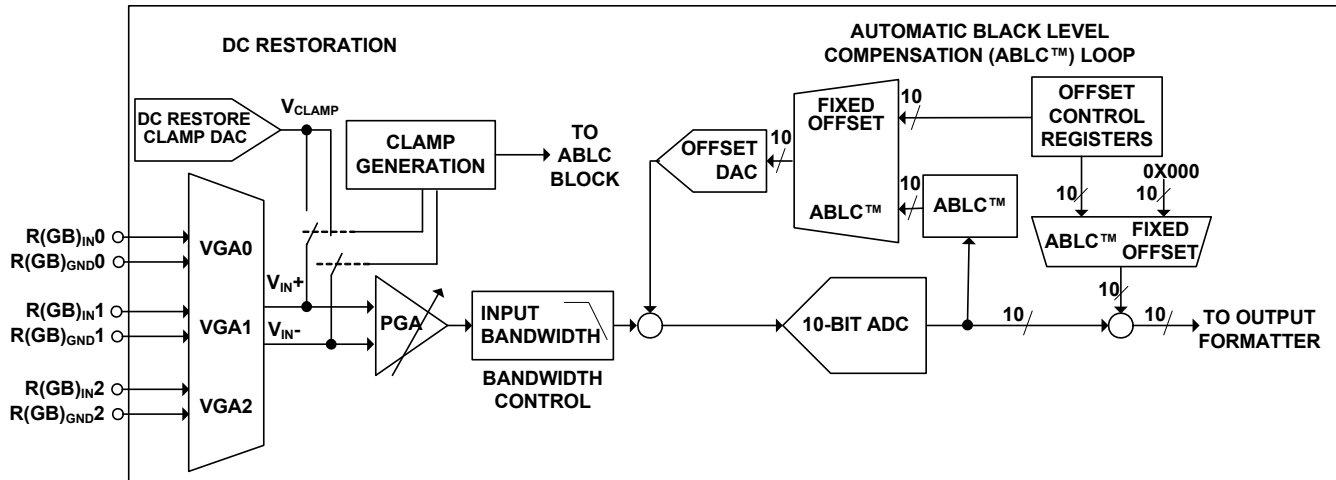 DC RESTORATION
AUTOMATIC BLACK LEVEL
COMPENSATION (ABLC™) LOOP
DC RESTORE
CLAMP DAC
VCLAMP
CLAMP
GENERATION
TO
ABLC
BLOCK
OFFSET
DAC
10
FIXED
OFFSET
ABLC™
10
10
ABLC™
OFFSET
CONTROL
REGISTERS
10
0X000
10
ABLC™
FIXED
OFFSET
10
R(GB)IN0
R(GB)GND0
R(GB)IN1
R(GB)GND1
R(GB)IN2
R(GB)GND2
VGA0
VGA1
VGA2
VIN+
VIN-
PGA
INPUT
BANDWIDTH
BANDWIDTH
CONTROL
10-BIT ADC
10
10
TO OUTPUT
FORMATTER